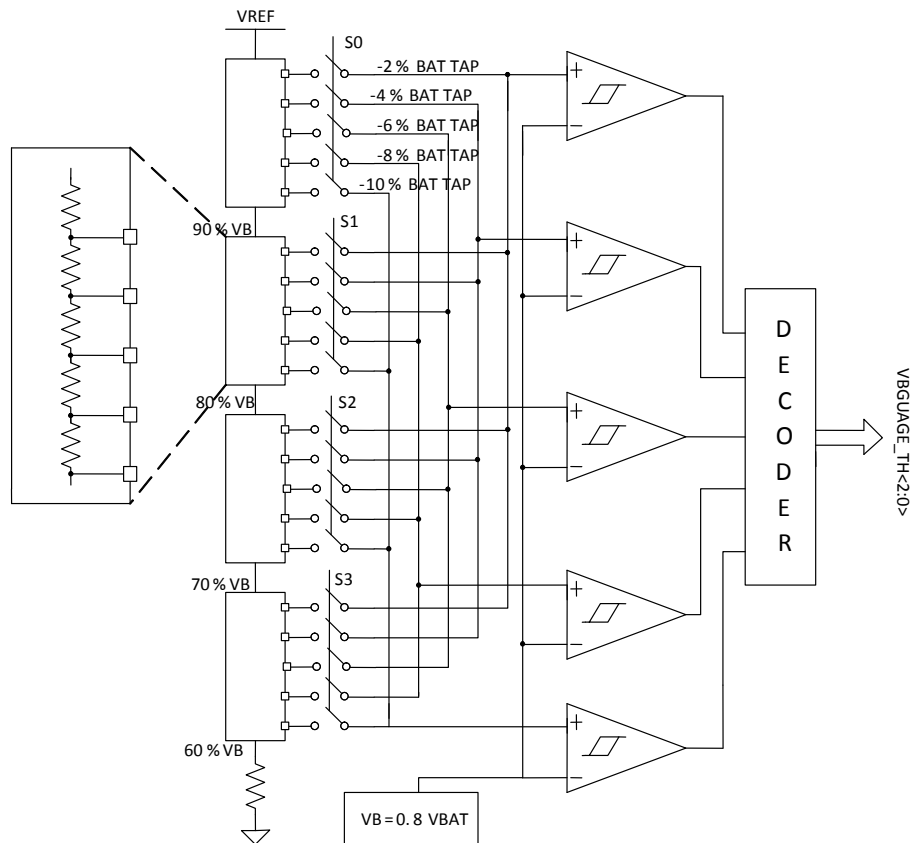 VREF
S0
-2 % BAT TAP
-4 % BAT TAP
-6 % BAT TAP
-8 % BAT TAP
-10 % BAT TAP
90 % VB
S1
80 % VB
S2
70 % VB
S3
60 % VB
VB = 0. 8 VBAT
+
−
+
−
+
−
+
−
+
−
DECODER
VBGUAGE_TH<2:0>